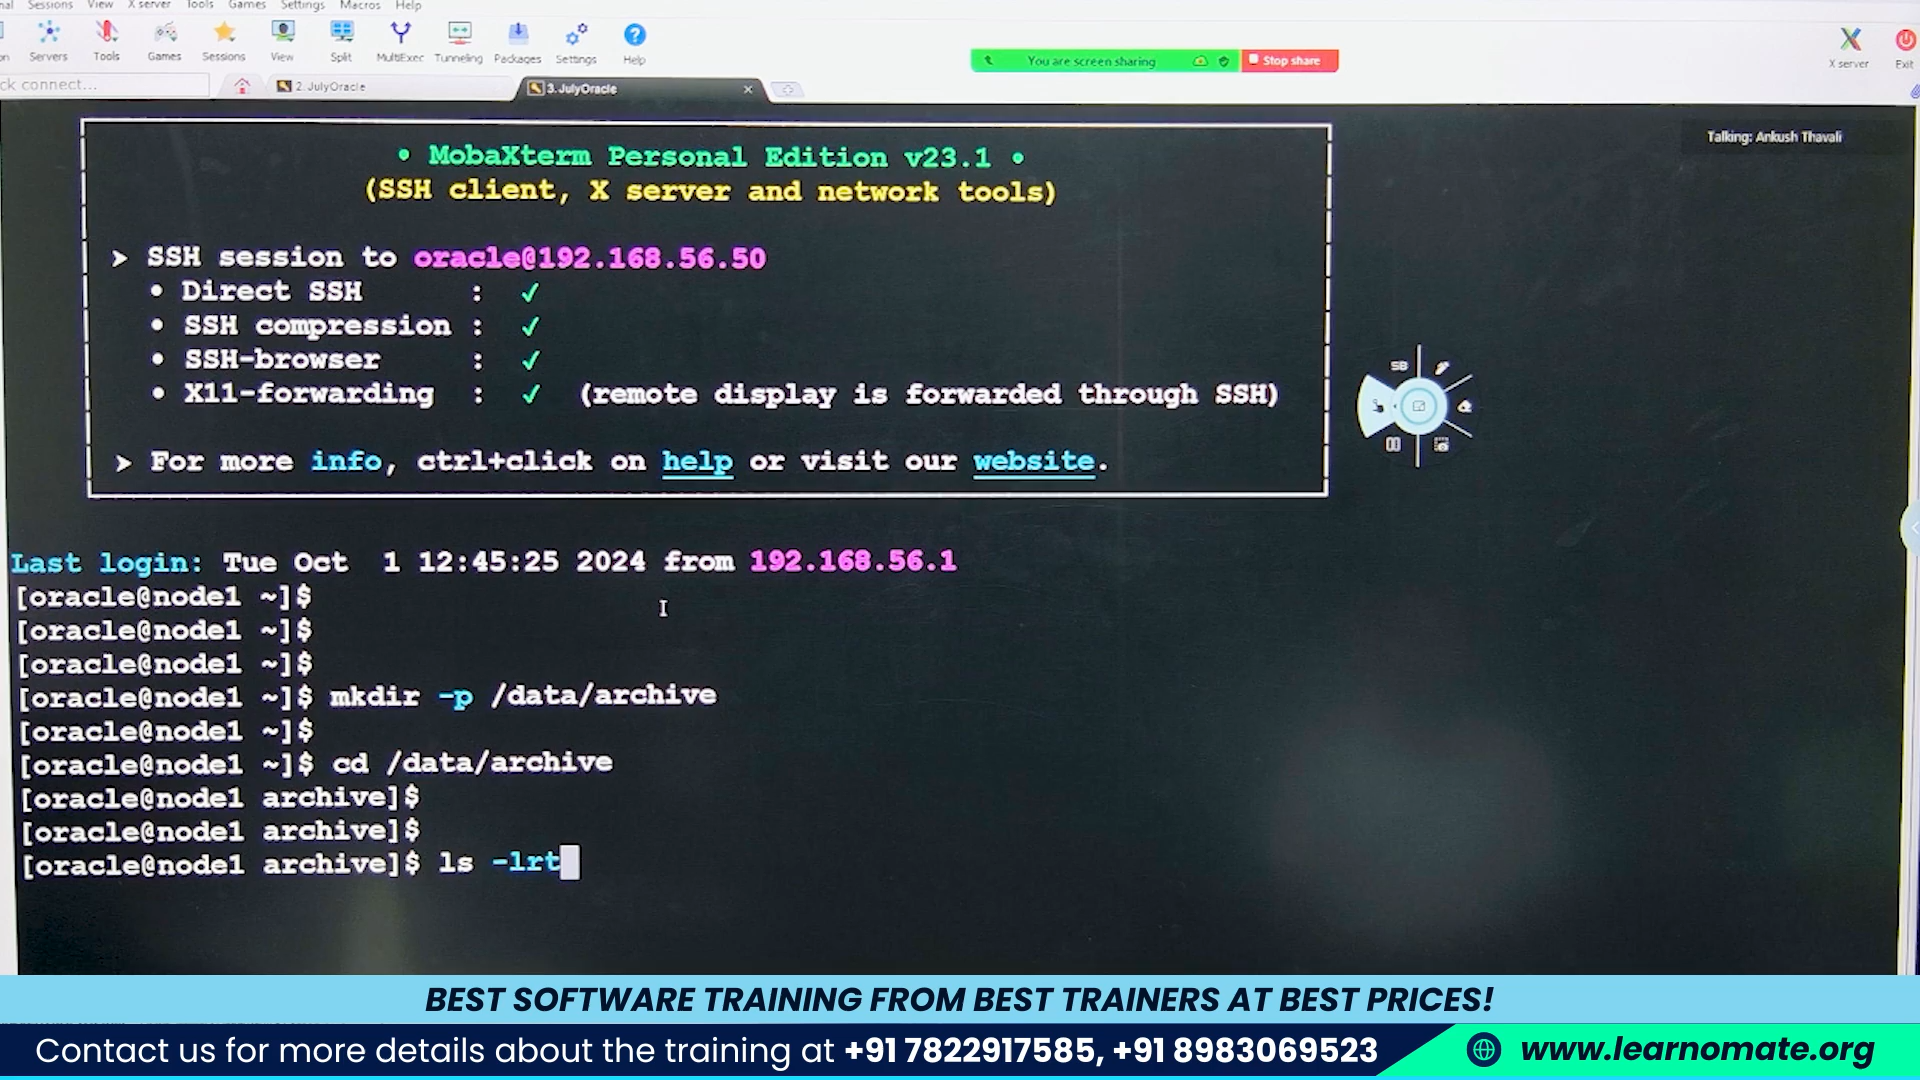 Sessions View X server Tools Games Settings Macros Help
Servers Tools Games Sessions View Split MultiExec Tunneling Packages Settings Help
You are screen sharing Stop share
X server Exit
ck connect...
2. JulyOracle
3. JulyOracle
Talking: Ankush Thavali
• MobaXterm Personal Edition v23.1 •
(SSH client, X server and network tools)
➤ SSH session to oracle@192.168.56.50
• Direct SSH : ✓
• SSH compression : ✓
• SSH-browser : ✓
• X11-forwarding : ✓ (remote display is forwarded through SSH)
➤ For more info, ctrl+click on help or visit our website.
Last login: Tue Oct 1 12:45:25 2024 from 192.168.56.1
[oracle@node1 ~]$
[oracle@node1 ~]$
[oracle@node1 ~]$
[oracle@node1 ~]$ mkdir -p /data/archive
[oracle@node1 ~]$
[oracle@node1 ~]$ cd /data/archive
[oracle@node1 archive]$
[oracle@node1 archive]$
[oracle@node1 archive]$ ls -lrt
BEST SOFTWARE TRAINING FROM BEST TRAINERS AT BEST PRICES!
Contact us for more details about the training at +91 7822917585, +91 8983069523
www.learnomate.org